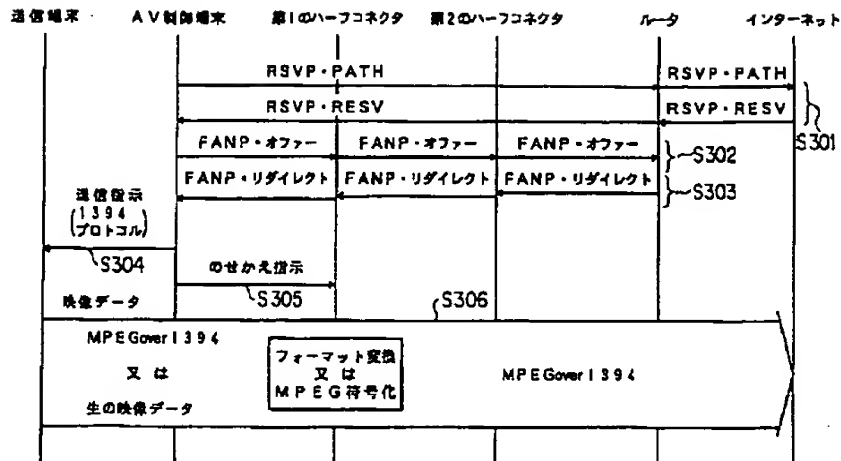 送信端末 AV制御端末 第1のハーフコネクタ 第2のハーフコネクタ ルータ インターネット
RSVP・PATH RSVP・PATH
RSVP・RESV RSVP・RESV
S301
FANP・オファー FANP・オファー FANP・オファー S302
FANP・リダイレクト FANP・リダイレクト FANP・リダイレクト S303
送信指示
(1394
プロトコル)
S304
のせかえ指示
S305
映像データ S306
MPEGover1394
又は
生の映像データ
フォーマット変換
又は
MPEG符号化
MPEGover1394